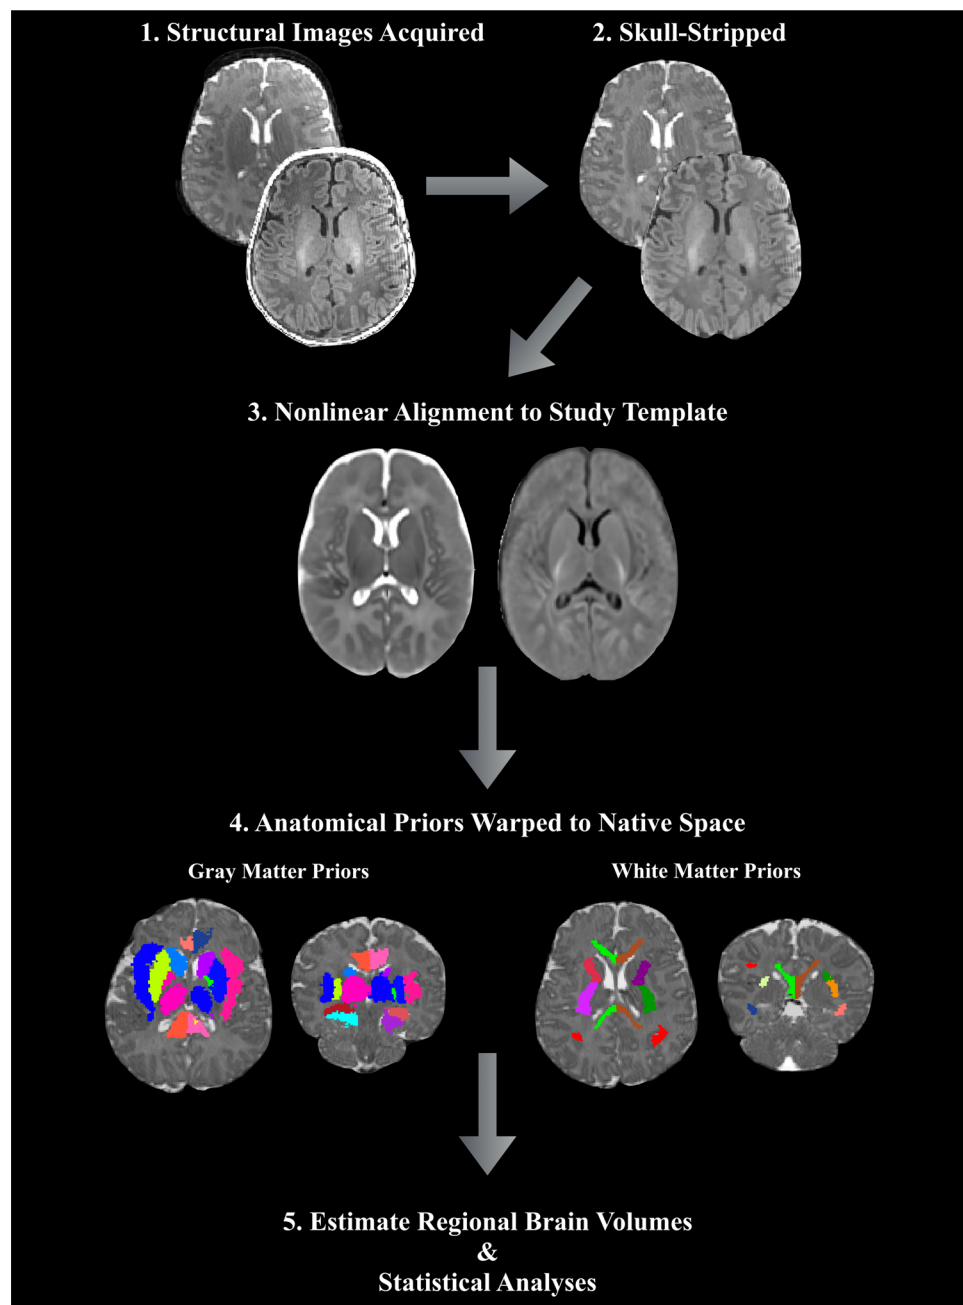 1. Structural Images Acquired
2. Skull-Stripped
3. Nonlinear Alignment to Study Template
4. Anatomical Priors Warped to Native Space
Gray Matter Priors
White Matter Priors
5. Estimate Regional Brain Volumes
&
Statistical Analyses